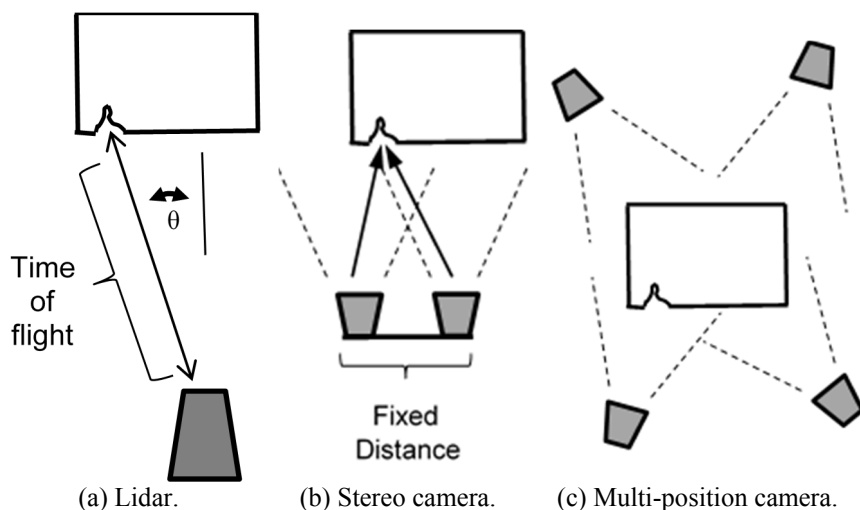 θ
Time
of
flight
Fixed
Distance
(a) Lidar.
(b) Stereo camera.
(c) Multi-position camera.